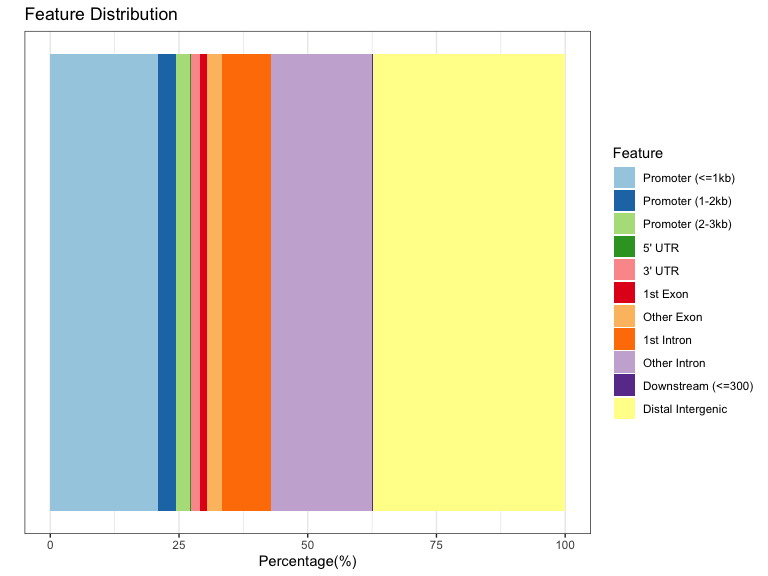 Feature Distribution
Feature
Promoter (<=1kb)
Promoter (1-2kb)
Promoter (2-3kb)
5' UTR
3' UTR
1st Exon
Other Exon
1st Intron
Other Intron
Downstream (<=300)
Distal Intergenic
0 25 50 75 100
Percentage(%)